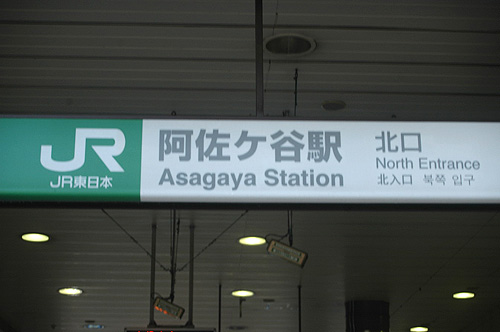 JR
JR東日本
阿佐ケ谷駅
Asagaya Station
北口
North Entrance
北入口 북쪽 입구